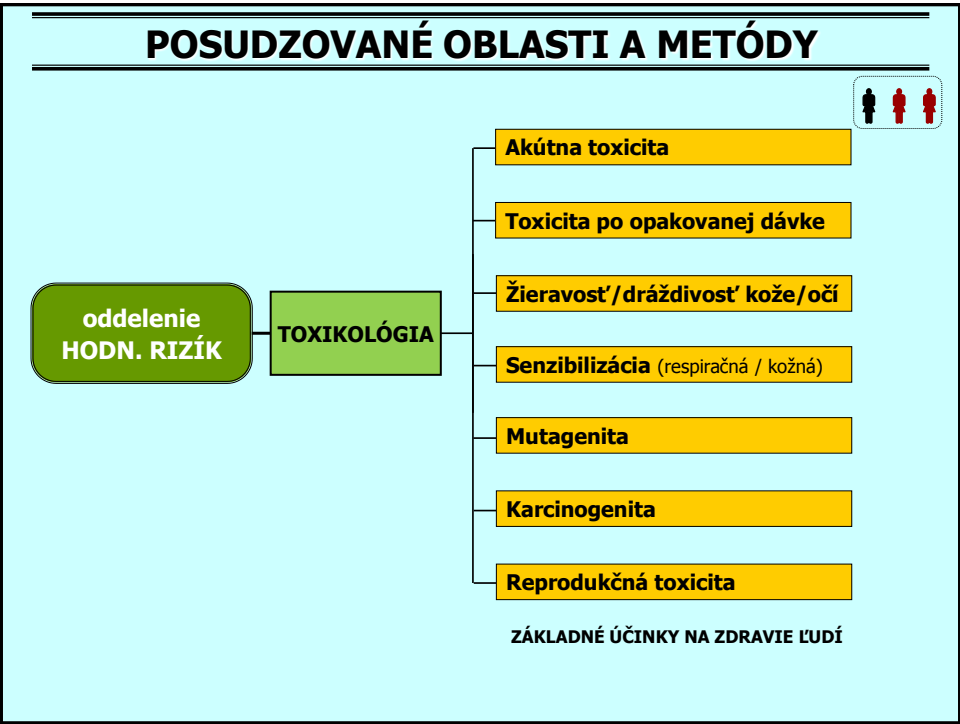 POSUDZOVANÉ OBLASTI A METÓDY
Akútna toxicita
Toxicita po opakovanej dávke
Žieravosť/dráždivosť kože/očí
oddelenie
HODN. RIZÍK
TOXIKOLÓGIA
Senzibilizácia (respiračná / kožná)
Mutagenita
Karcinogenita
Reprodukčná toxicita
ZÁKLADNÉ ÚČINKY NA ZDRAVIE ĽUDÍ